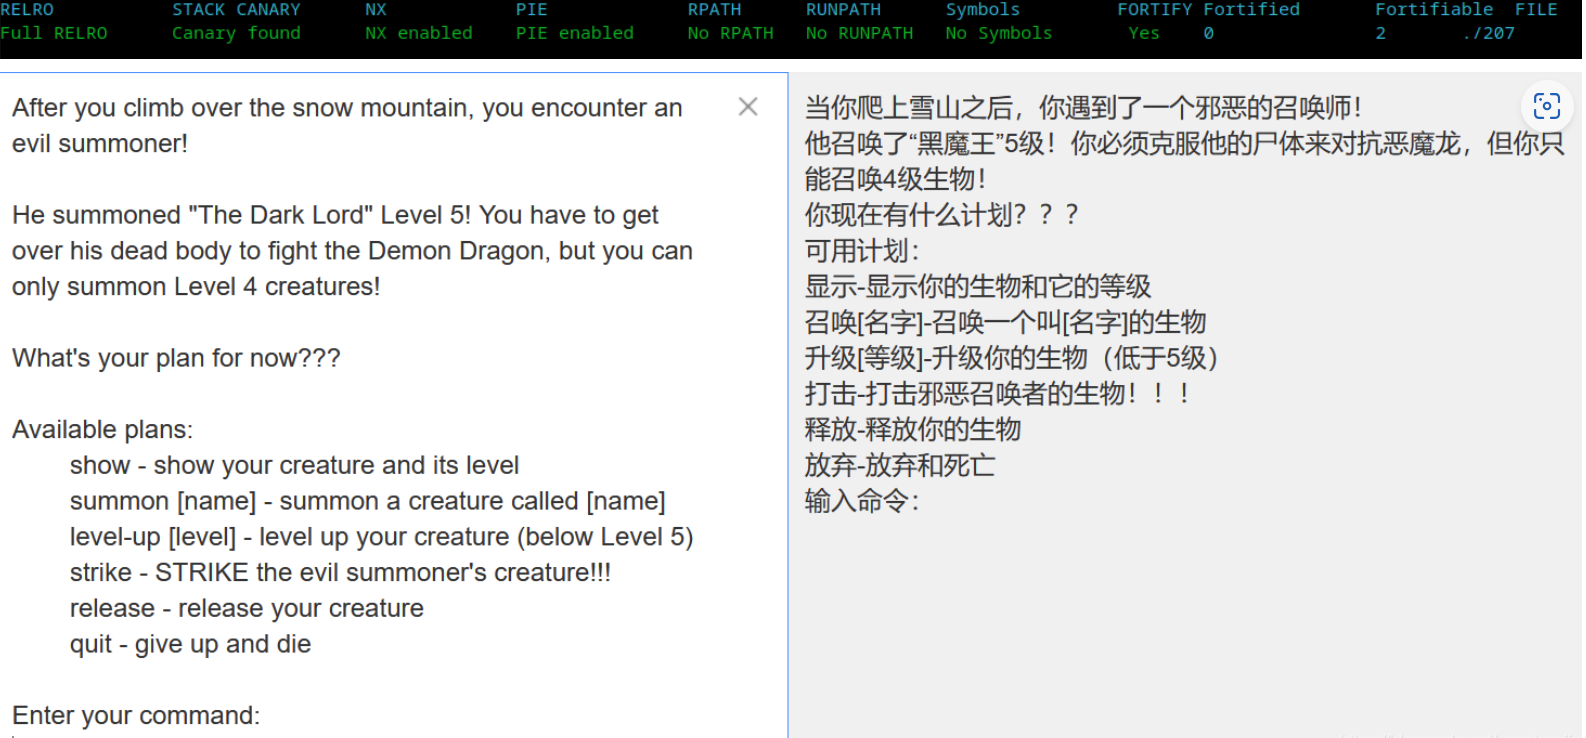 RELRO STACK CANARY NX PIE RPATH RUNPATH Symbols FORTIFY Fortified Fortifiable FILE
Full RELRO Canary found NX enabled PIE enabled No RPATH No RUNPATH No Symbols Yes 0 2 ./207
After you climb over the snow mountain, you encounter an
evil summoner!
He summoned "The Dark Lord" Level 5! You have to get
over his dead body to fight the Demon Dragon, but you can
only summon Level 4 creatures!
What's your plan for now???
Available plans:
show - show your creature and its level
summon [name] - summon a creature called [name]
level-up [level] - level up your creature (below Level 5)
strike - STRIKE the evil summoner's creature!!!
release - release your creature
quit - give up and die
Enter your command:
当你爬上雪山之后，你遇到了一个邪恶的召唤师！
他召唤了“黑魔王”5级！你必须克服他的尸体来对抗恶魔龙，但你只
能召唤4级生物！
你现在有什么计划？？？
可用计划：
显示-显示你的生物和它的等级
召唤[名字]-召唤一个叫[名字]的生物
升级[等级]-升级你的生物（低于5级）
打击-打击邪恶召唤者的生物！！！
释放-释放你的生物
放弃-放弃和死亡
输入命令：